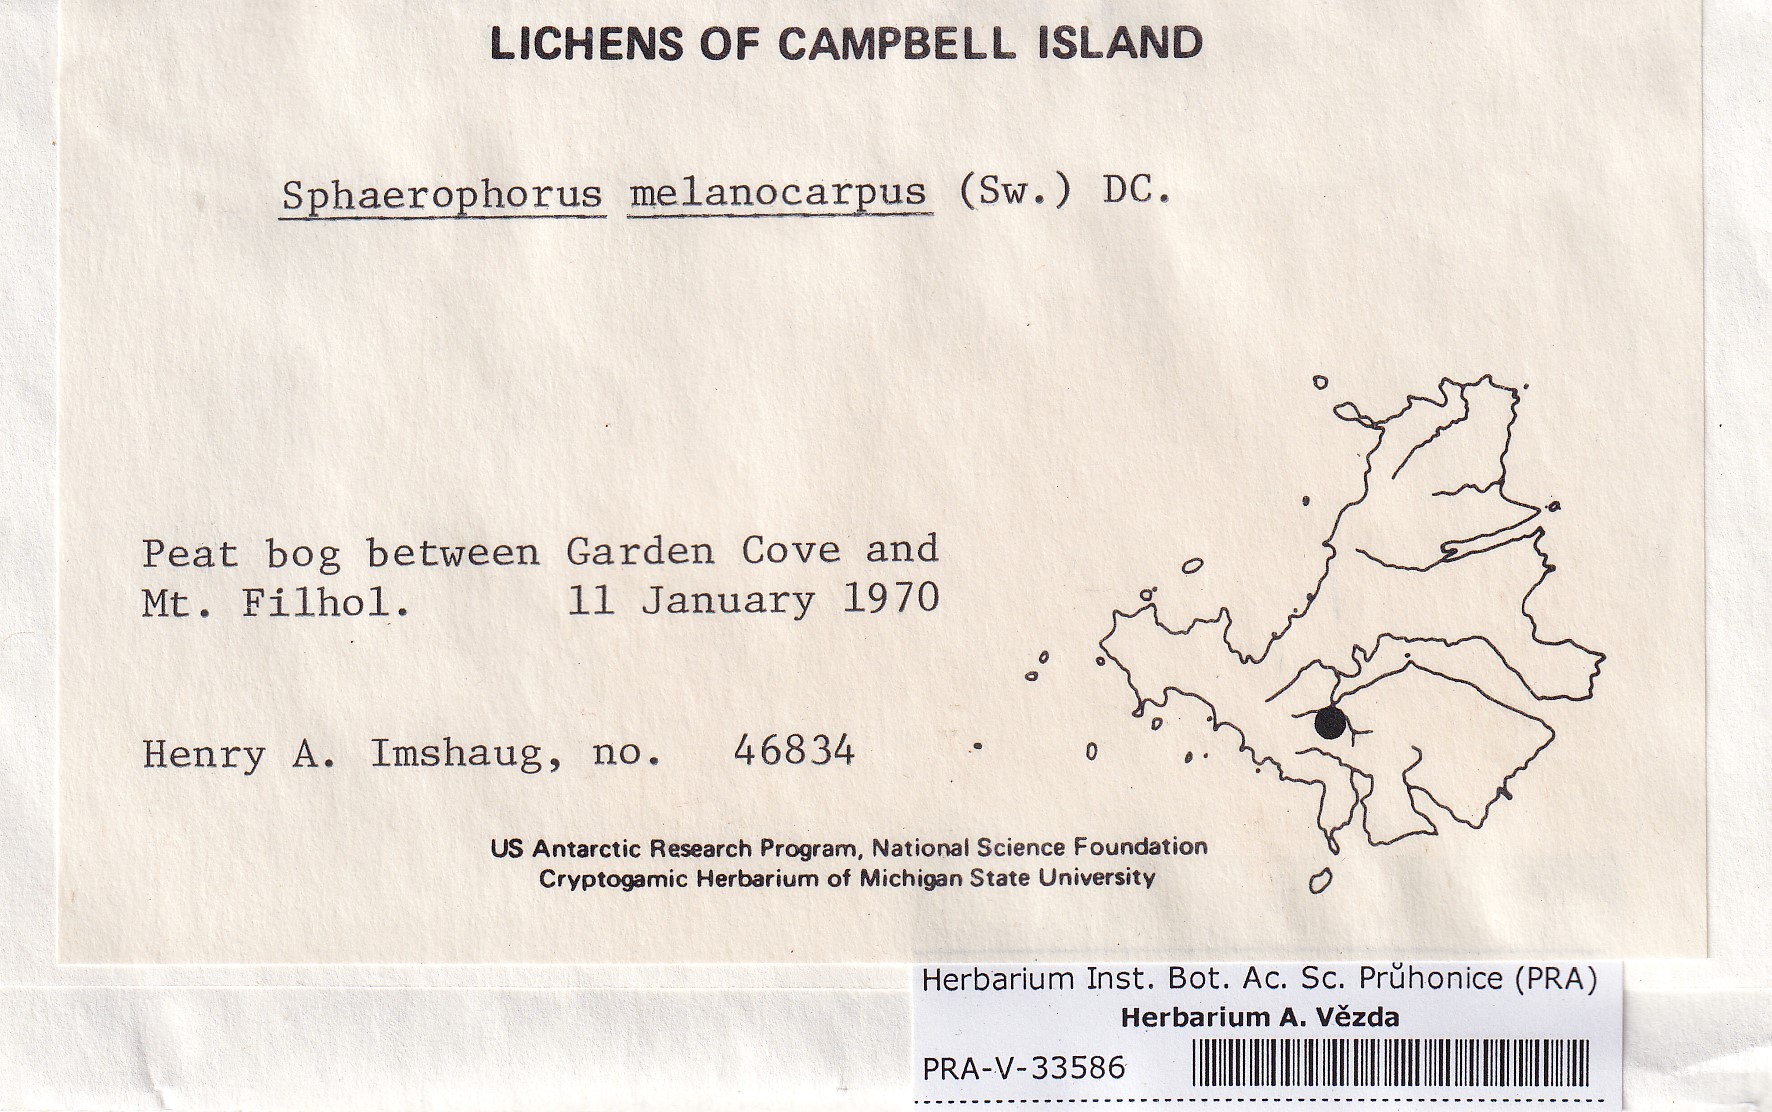 LICHENS OF CAMPBELL ISLAND
Sphaerophorus melanocarpus (Sw.) DC.
Peat bog between Garden Cove and
Mt. Filhol. 11 January 1970
Henry A. Imshaug, no. 46834
US Antarctic Research Program, National Science Foundation
Cryptogamic Herbarium of Michigan State University
Herbarium Inst. Bot. Ac. Sc. Průhonice (PRA)
Herbarium A. Vězda
PRA-V-33586